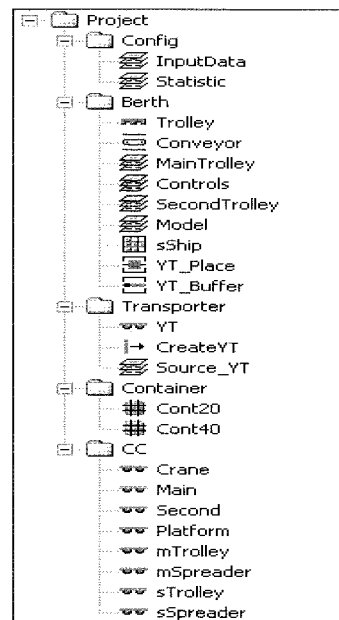 Project
Config
InputData
Statistic
Berth
Trolley
Conveyor
MainTrolley
Controls
SecondTrolley
Model
sShip
YT_Place
YT_Buffer
Transporter
YT
CreateYT
Source_YT
Container
Cont20
Cont40
CC
Crane
Main
Second
Platform
mTrolley
mSpreader
sTrolley
sSpreader